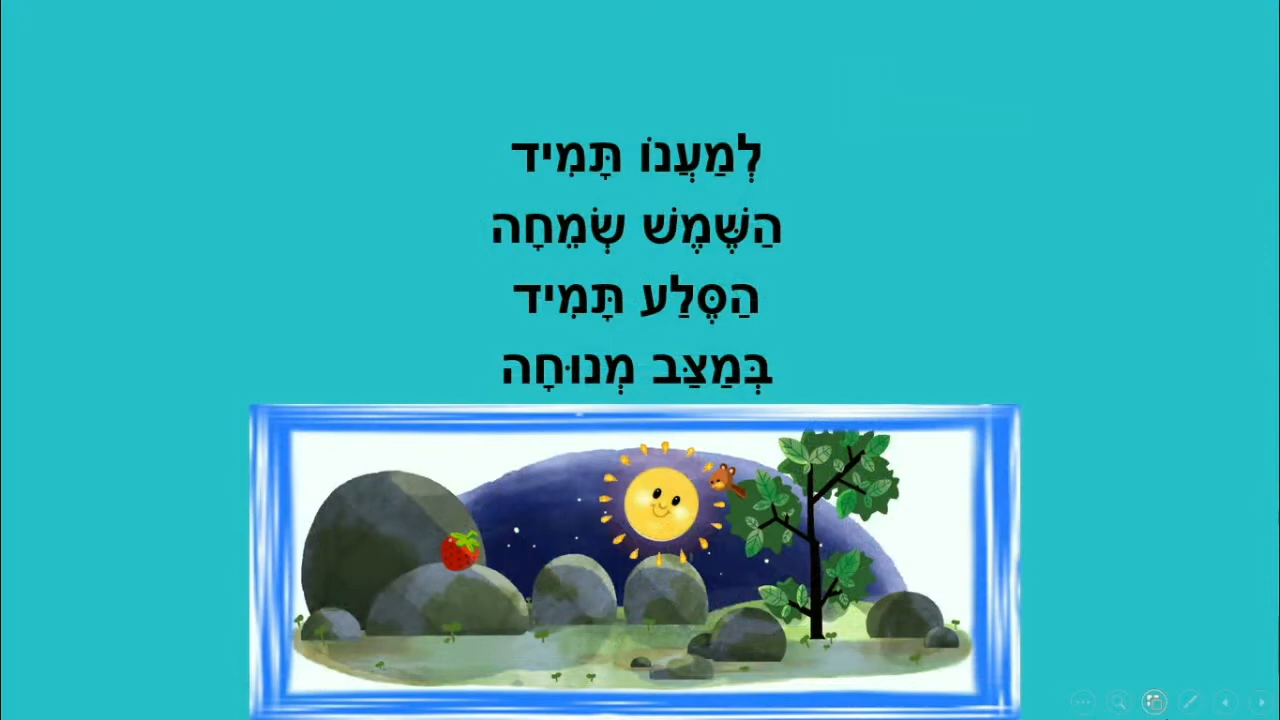 לְמַעֲנוֹ תָּמִיד
הַשֶּׁמֶשׁ שְׂמֵחָה
הַסֶּלַע תָּמִיד
בְּמַצַּב מְנוּחָה